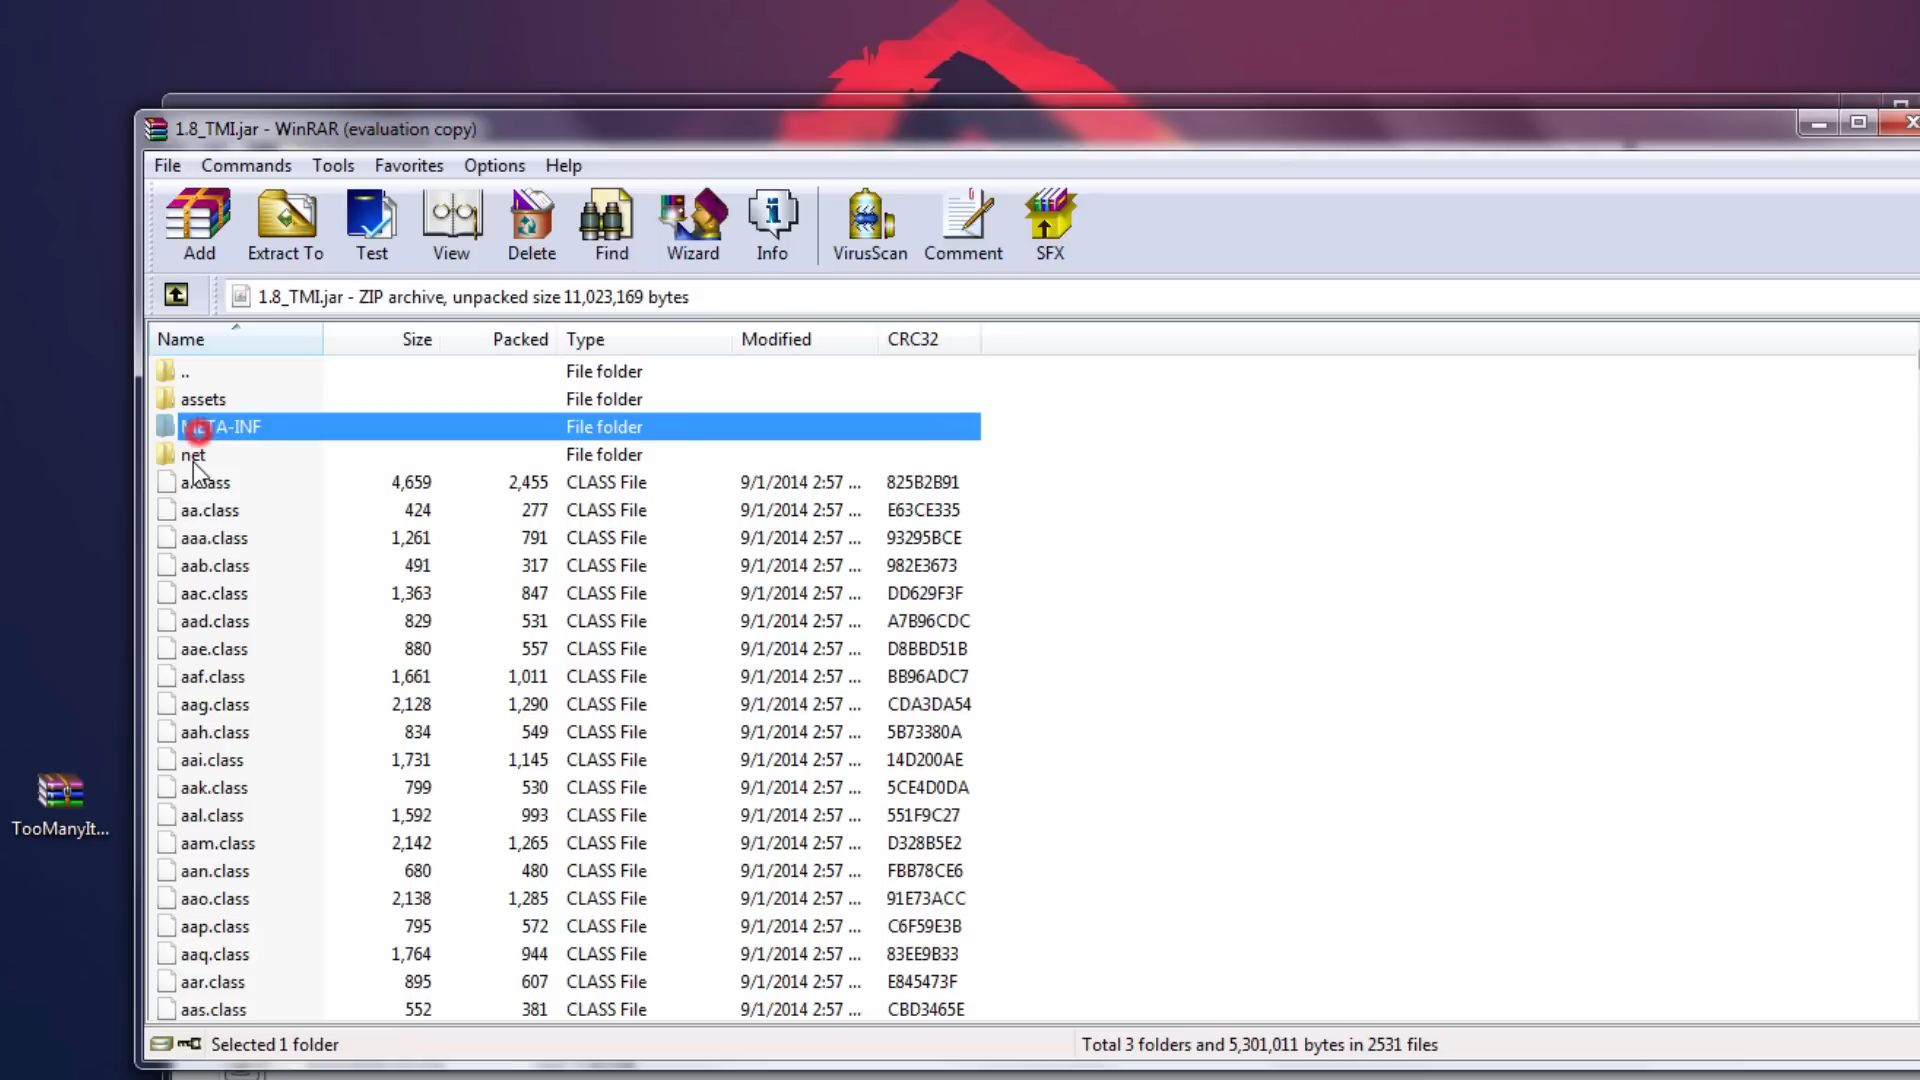 1.8_TMI.jar - WinRAR (evaluation copy)
File Commands Tools Favorites Options Help
Add Extract To Test View Delete Find Wizard Info VirusScan Comment SFX
1.8_TMI.jar - ZIP archive, unpacked size 11,023,169 bytes
Name Size Packed Type Modified CRC32
.. File folder
assets File folder
META-INF File folder
net File folder
a.class 4,659 2,455 CLASS File 9/1/2014 2:57 ... 825B2B91
aa.class 424 277 CLASS File 9/1/2014 2:57 ... E63CE335
aaa.class 1,261 791 CLASS File 9/1/2014 2:57 ... 93295BCE
aab.class 491 317 CLASS File 9/1/2014 2:57 ... 982E3673
aac.class 1,363 847 CLASS File 9/1/2014 2:57 ... DD629F3F
aad.class 829 531 CLASS File 9/1/2014 2:57 ... A7B96CDC
aae.class 880 557 CLASS File 9/1/2014 2:57 ... D8BBD51B
aaf.class 1,661 1,011 CLASS File 9/1/2014 2:57 ... BB96ADC7
aag.class 2,128 1,290 CLASS File 9/1/2014 2:57 ... CDA3DA54
aah.class 834 549 CLASS File 9/1/2014 2:57 ... 5B73380A
aai.class 1,731 1,145 CLASS File 9/1/2014 2:57 ... 14D200AE
aak.class 799 530 CLASS File 9/1/2014 2:57 ... 5CE4D0DA
aal.class 1,592 993 CLASS File 9/1/2014 2:57 ... 551F9C27
aam.class 2,142 1,265 CLASS File 9/1/2014 2:57 ... D328B5E2
aan.class 680 480 CLASS File 9/1/2014 2:57 ... FBB78CE6
aao.class 2,138 1,285 CLASS File 9/1/2014 2:57 ... 91E73ACC
aap.class 795 572 CLASS File 9/1/2014 2:57 ... C6F59E3B
aaq.class 1,764 944 CLASS File 9/1/2014 2:57 ... 83EE9B33
aar.class 895 607 CLASS File 9/1/2014 2:57 ... E845473F
aas.class 552 381 CLASS File 9/1/2014 2:57 ... CBD3465E
Selected 1 folder Total 3 folders and 5,301,011 bytes in 2531 files
TooManyIt...